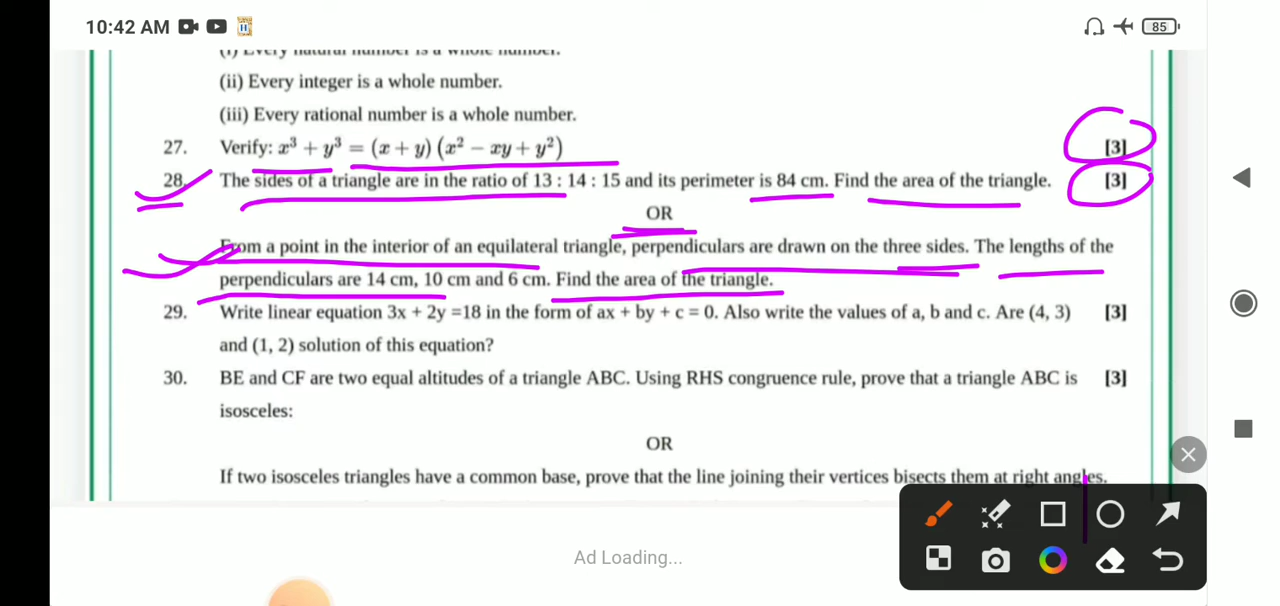 10:42 AM
85
(i) Every natural number is a whole number.
(ii) Every integer is a whole number.
(iii) Every rational number is a whole number.
27. Verify: x³ + y³ = (x + y) (x² − xy + y²) [3]
28. The sides of a triangle are in the ratio of 13 : 14 : 15 and its perimeter is 84 cm. Find the area of the triangle. [3]
OR
From a point in the interior of an equilateral triangle, perpendiculars are drawn on the three sides. The lengths of the
perpendiculars are 14 cm, 10 cm and 6 cm. Find the area of the triangle.
29. Write linear equation 3x + 2y =18 in the form of ax + by + c = 0. Also write the values of a, b and c. Are (4, 3) [3]
and (1, 2) solution of this equation?
30. BE and CF are two equal altitudes of a triangle ABC. Using RHS congruence rule, prove that a triangle ABC is [3]
isosceles:
OR
If two isosceles triangles have a common base, prove that the line joining their vertices bisects them at right angles.
Ad Loading...